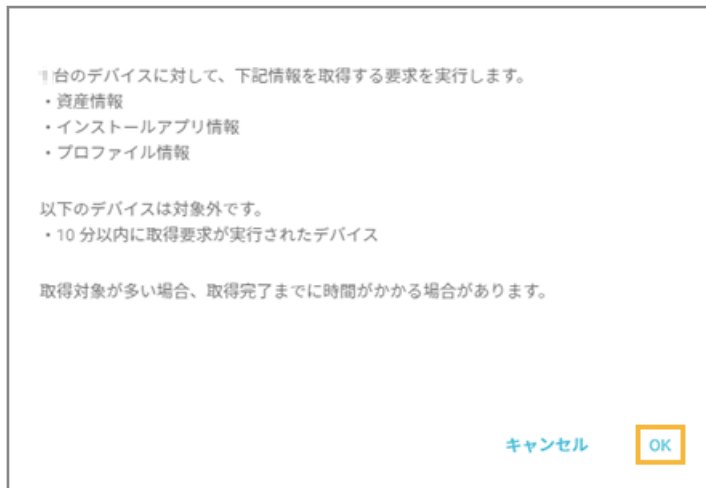 台のデバイスに対して、下記情報を取得する要求を実行します。
・資産情報
・インストールアプリ情報
・プロファイル情報
以下のデバイスは対象外です。
・10 分以内に取得要求が実行されたデバイス
取得対象が多い場合、取得完了までに時間がかかる場合があります。
キャンセル OK